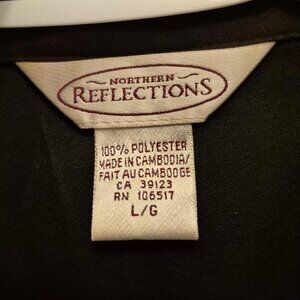 NORTHERN
REFLECTIONS
100% POLYESTER
MADE IN CAMBODIA/
FAIT AU CAMBODGE
CA 39123
RN 106517
L/G